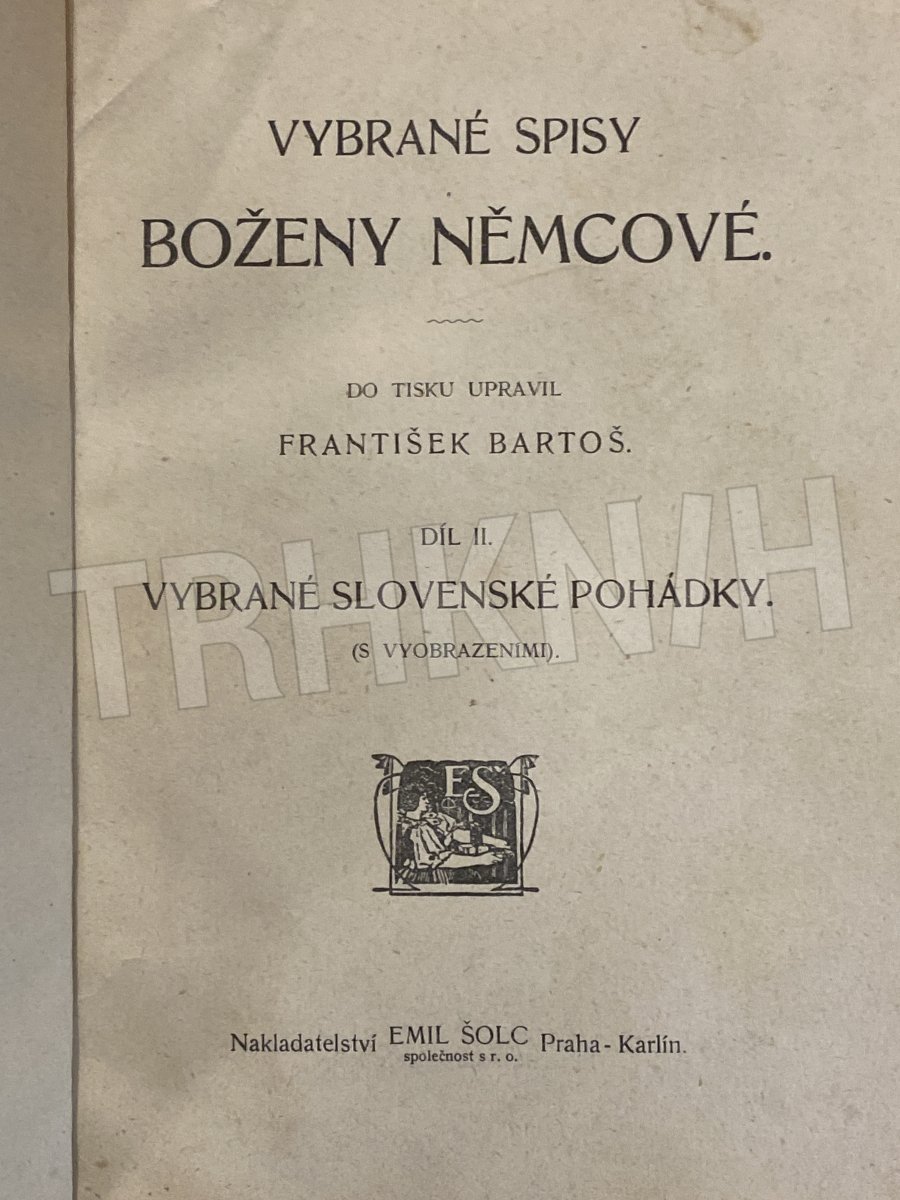 VYBRANÉ SPISY
BOŽENY NĚMCOVÉ.
DO TISKU UPRAVIL
FRANTIŠEK BARTOŠ.
DÍL II.
VYBRANÉ SLOVENSKÉ POHÁDKY.
(S VYOBRAZENÍMI).
TRHKNIH
EŠ
Nakladatelství EMIL ŠOLC Praha-Karlín.
společnost s r. o.